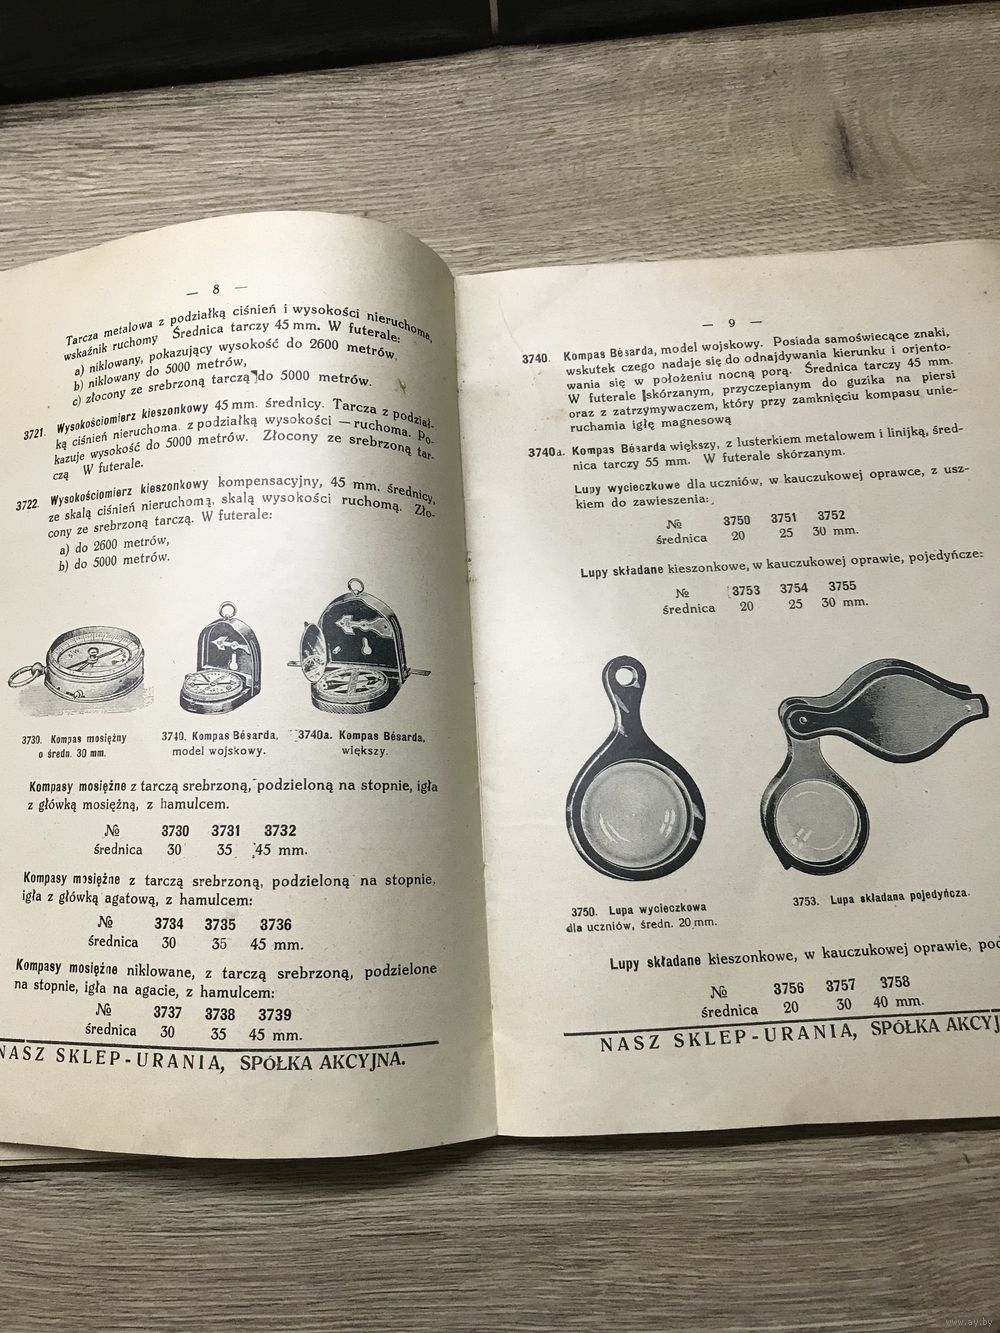 — 8 —
Tarcza metalowa z podziałką ciśnień i wysokości nieruchoma,
wskaźnik ruchomy Średnica tarczy 45 mm. W futerale:
a) niklowany, pokazujący wysokość do 2600 metrów.
b) niklowany do 5000 metrów,
c) złocony ze srebrzoną tarczą do 5000 metrów.
3721. Wysokościomierz kieszonkowy 45 mm. średnicy. Tarcza z podział-
ką ciśnień nieruchoma. z podziałką wysokości — ruchoma. Po-
kazuje wysokość do 5000 metrów. Złocony ze srebrzoną tar-
czą W futerale.
3722. Wysokościomierz kieszonkowy kompensacyjny, 45 mm. średnicy,
ze skalą ciśnień nieruchomą, skalą wysokości ruchomą. Zło-
cony ze srebrzoną tarczą. W futerale:
a) do 2600 metrów,
b) do 5000 metrów.
3730. Kompas mosiężny
o średn. 30 mm.
3740. Kompas Bésarda,
model wojskowy.
3740a. Kompas Bésarda,
większy.
Kompasy mosiężne z tarczą srebrzoną, podzieloną na stopnie, igła
z główką mosiężną, z hamulcem.
№ 3730 3731 3732
średnica 30 35 45 mm.
Kompasy mosiężne z tarczą srebrzoną, podzieloną na stopnie,
igła z główką agatową, z hamulcem:
№ 3734 3735 3736
średnica 30 35 45 mm.
Kompasy mosiężne niklowane, z tarczą srebrzoną, podzielone
na stopnie, igła na agacie, z hamulcem:
№ 3737 3738 3739
średnica 30 35 45 mm.
NASZ SKLEP-URANIA, SPÓŁKA AKCYJNA.
— 9 —
3740. Kompas Bésarda, model wojskowy. Posiada samoświecące znaki,
wskutek czego nadaje się do odnajdywania kierunku i orjento-
wania się w położeniu nocną porą. Średnica tarczy 45 mm.
W futerale skórzanym, przyczepianym do guzika na piersi
oraz z zatrzymywaczem, który przy zamknięciu kompasu unie-
ruchamia igłę magnesową
3740a. Kompas Bésarda większy, z lusterkiem metalowem i linijką, śred-
nica tarczy 55 mm. W futerale skórzanym.
Lupy wycieczkowe dla uczniów, w kauczukowej oprawce, z usz-
kiem do zawieszenia:
№ 3750 3751 3752
średnica 20 25 30 mm.
Lupy składane kieszonkowe, w kauczukowej oprawie, pojedyńcze:
№ 3753 3754 3755
średnica 20 25 30 mm.
3750. Lupa wycieczkowa
dla uczniów, średn. 20 mm.
3753. Lupa składana pojedyńcza.
Lupy składane kieszonkowe, w kauczukowej oprawie, pod
№ 3756 3757 3758
średnica 20 30 40 mm.
NASZ SKLEP-URANIA, SPÓŁKA AKCYJ
www.ay.by